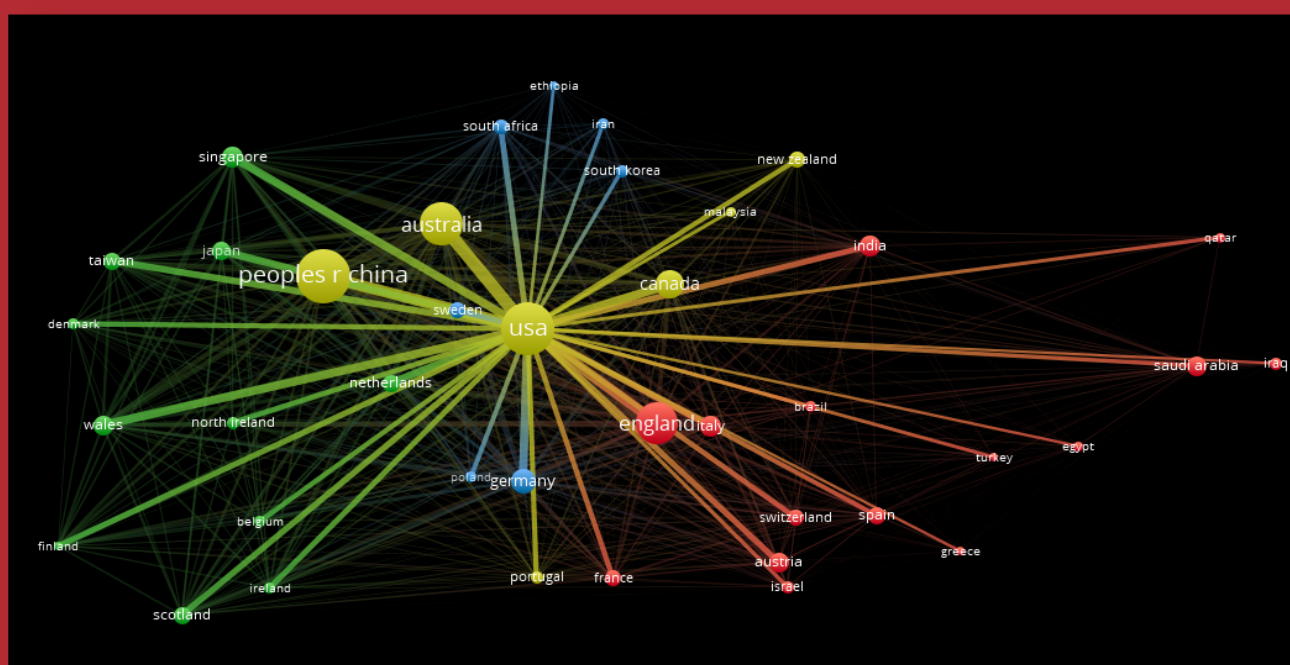 ethiopia
south africa
iran
singapore
new zealand
south korea
malaysia
australia
qatar
india
japan
taiwan
peoples r china
canada
sweden
denmark
usa
iraq
saudi arabia
netherlands
brazil
north ireland
wales
england
italy
egypt
turkey
poland
germany
spain
switzerland
belgium
finland
greece
austria
portugal
france
israel
ireland
scotland